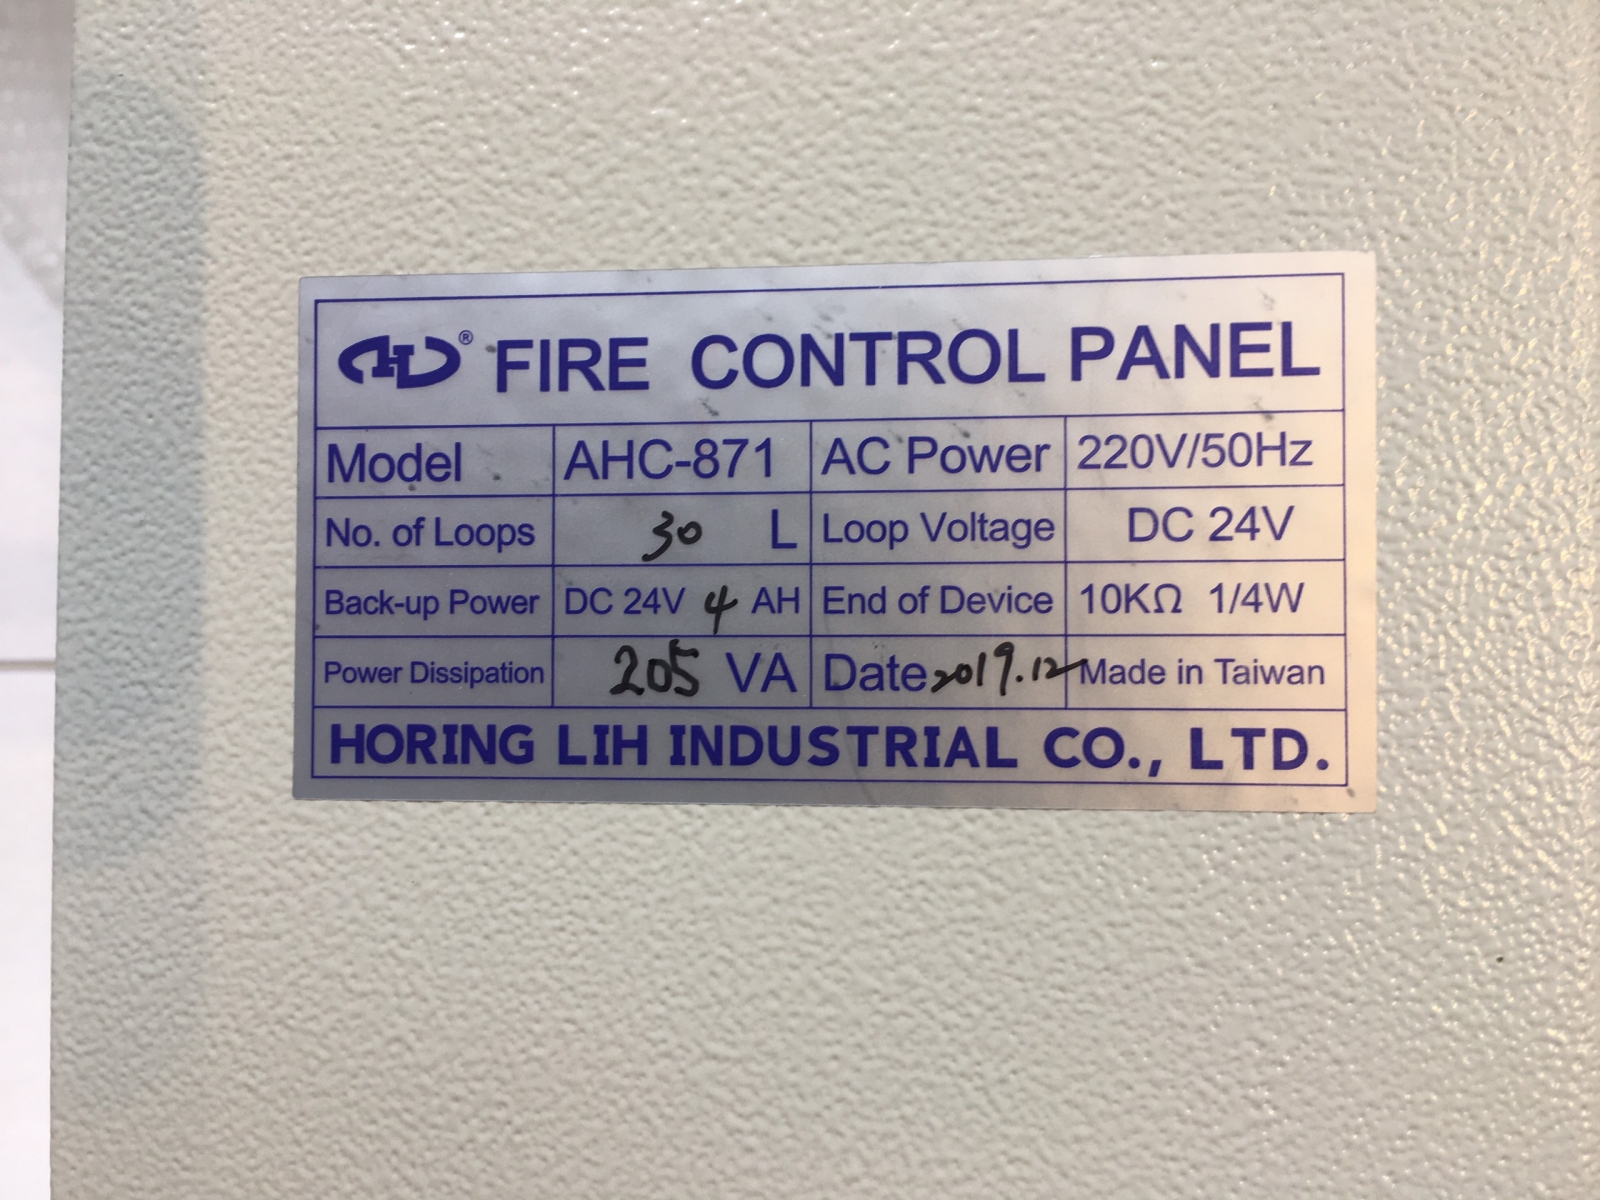 AHL® FIRE CONTROL PANEL
Model AHC-871 AC Power 220V/50Hz
No. of Loops 30 L Loop Voltage DC 24V
Back-up Power DC 24V 4 AH End of Device 10KΩ 1/4W
Power Dissipation 205 VA Date 2019.12 Made in Taiwan
HORING LIH INDUSTRIAL CO., LTD.